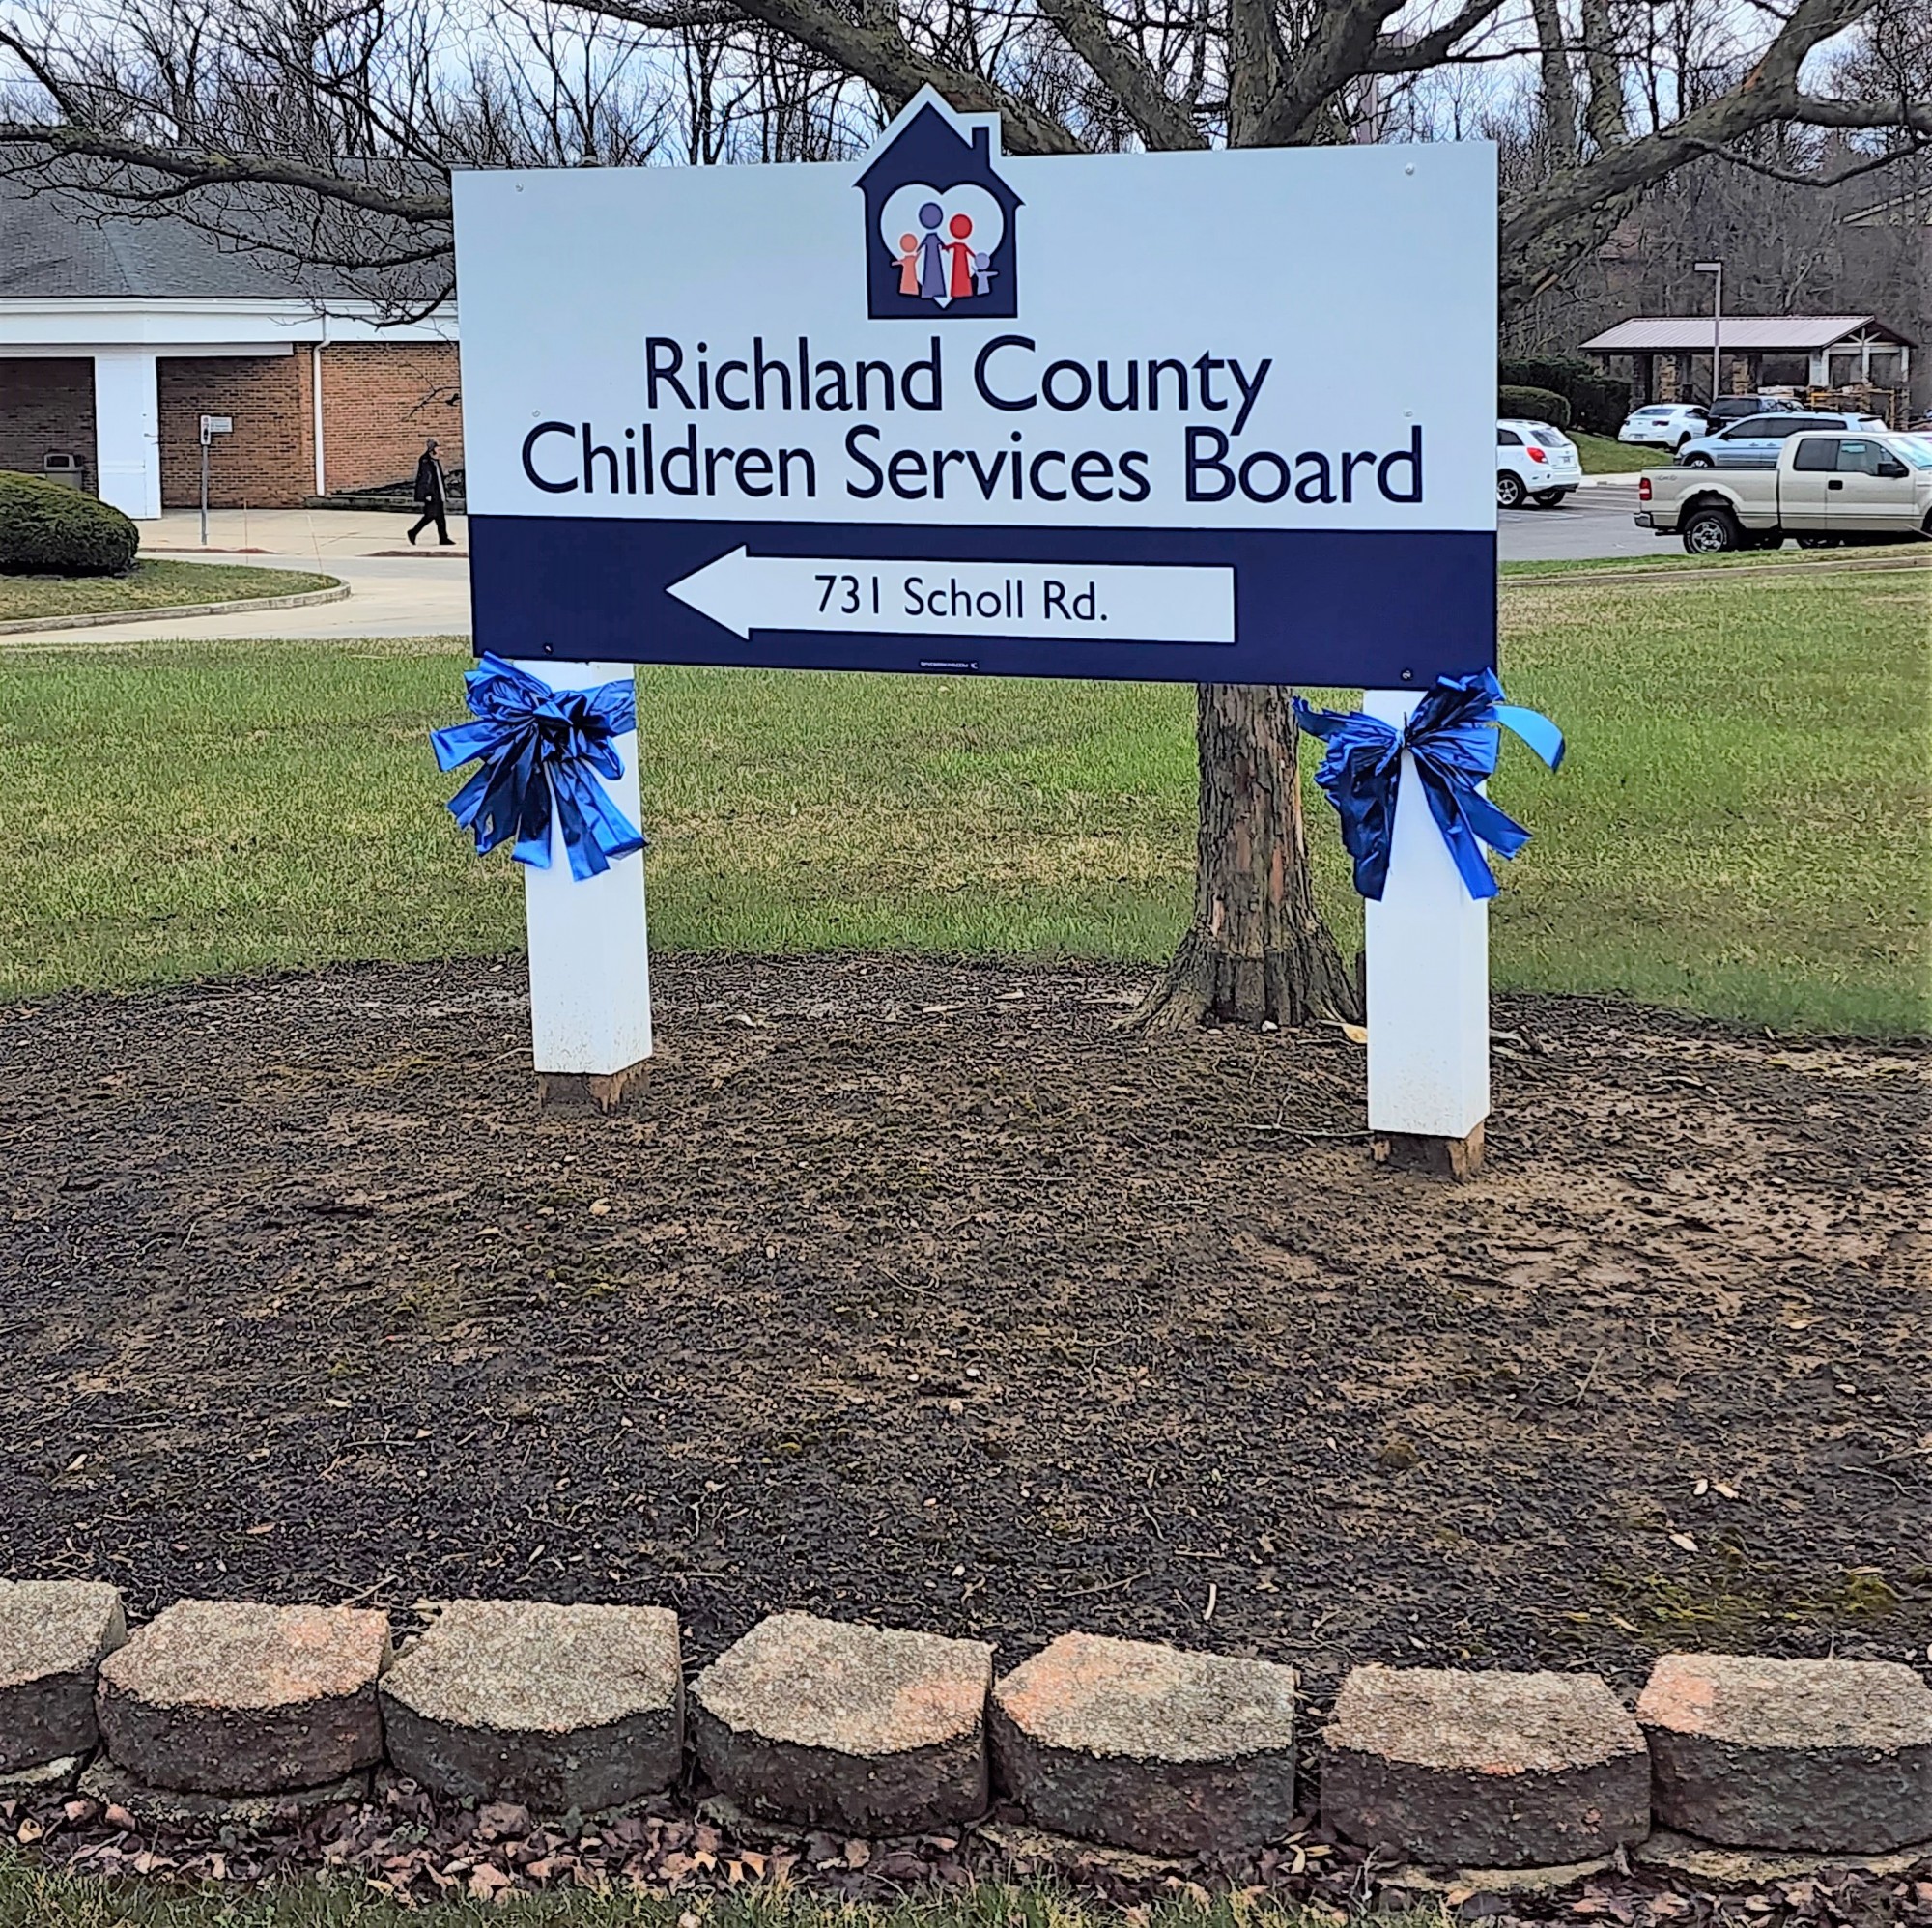 Richland County
Children Services Board
731 Scholl Rd.